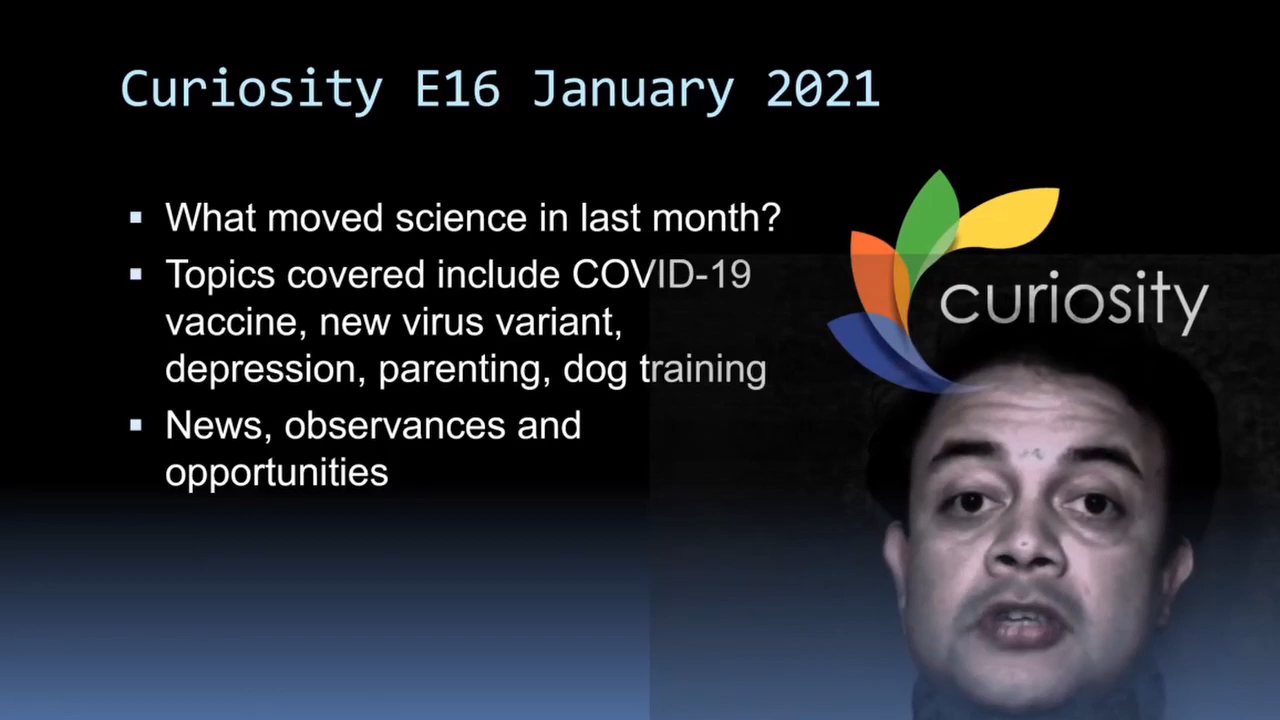 Curiosity E16 January 2021
What moved science in last month?
Topics covered include COVID-19
vaccine, new virus variant,
depression, parenting, dog training
News, observances and
opportunities
curiosity